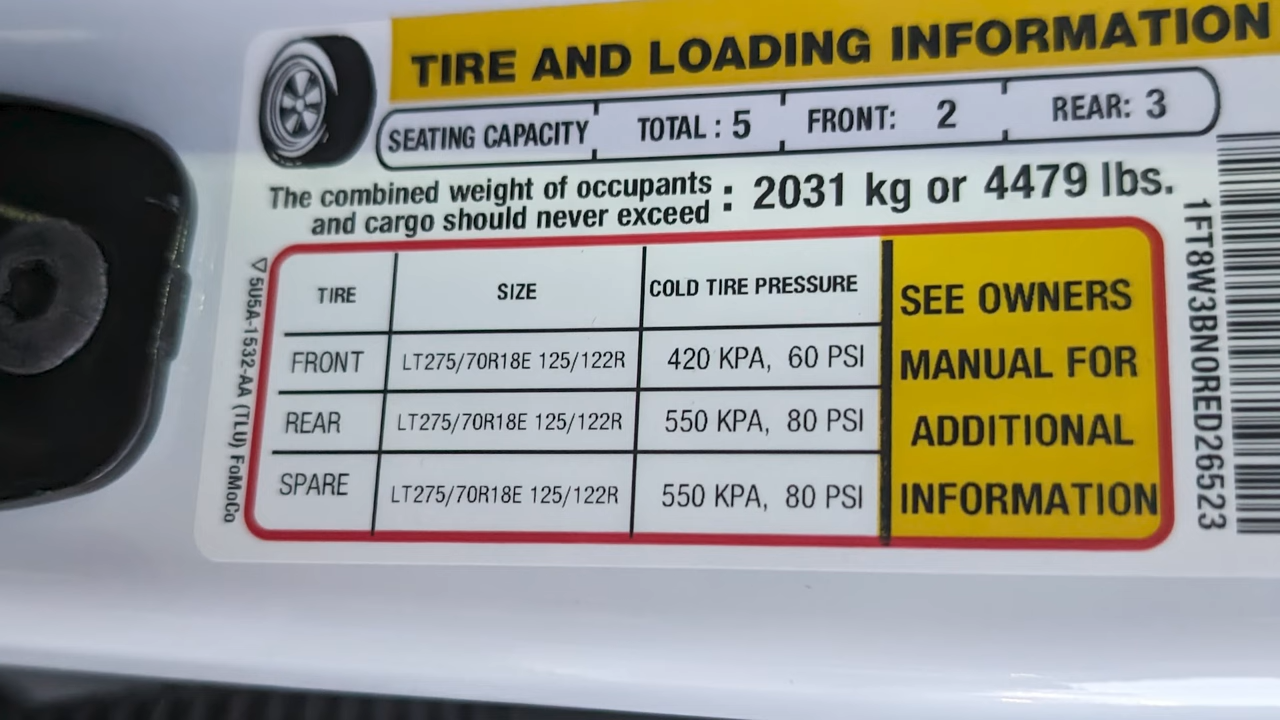 TIRE AND LOADING INFORMATION
SEATING CAPACITY TOTAL : 5 FRONT: 2 REAR: 3
The combined weight of occupants
and cargo should never exceed : 2031 kg or 4479 lbs.
TIRE SIZE COLD TIRE PRESSURE
FRONT LT275/70R18E 125/122R 420 KPA, 60 PSI
REAR LT275/70R18E 125/122R 550 KPA, 80 PSI
SPARE LT275/70R18E 125/122R 550 KPA, 80 PSI
SEE OWNERS
MANUAL FOR
ADDITIONAL
INFORMATION
5U5A-1532-AA (TLU) FoMoCo
1FT8W3BN0RED26523